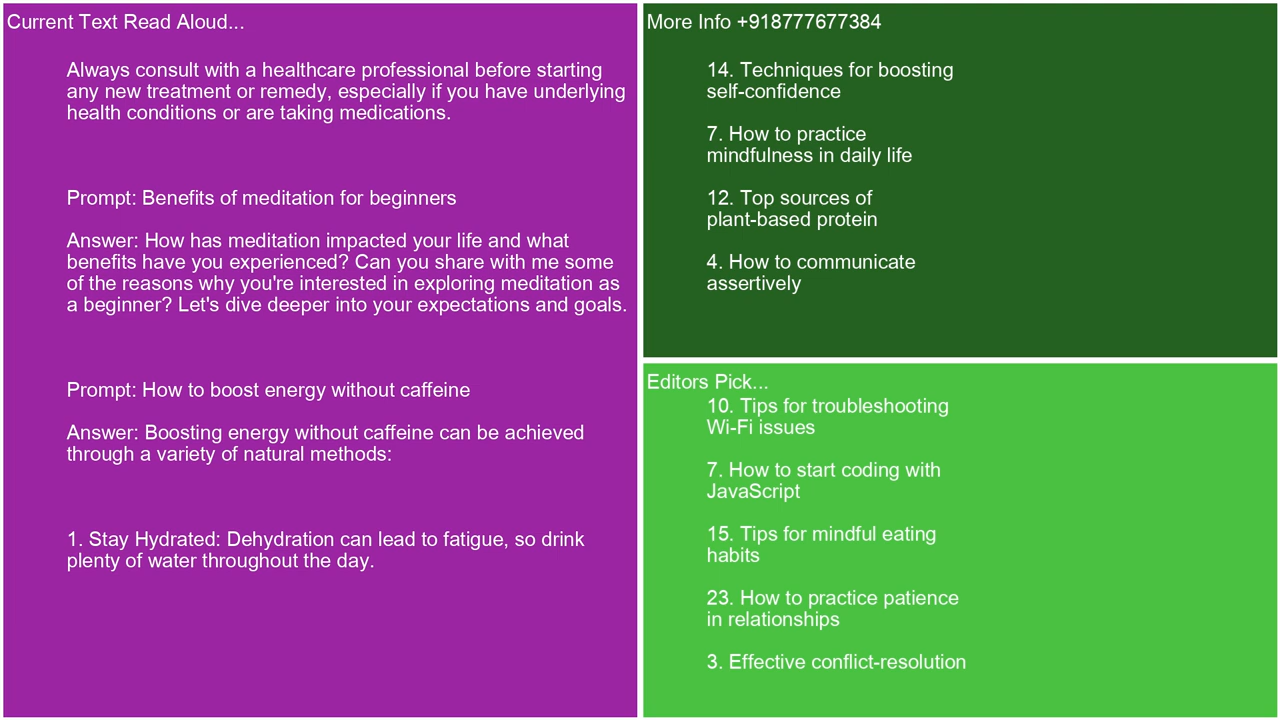 Current Text Read Aloud...
Always consult with a healthcare professional before starting
any new treatment or remedy, especially if you have underlying
health conditions or are taking medications.
Prompt: Benefits of meditation for beginners
Answer: How has meditation impacted your life and what
benefits have you experienced? Can you share with me some
of the reasons why you're interested in exploring meditation as
a beginner? Let's dive deeper into your expectations and goals.
Prompt: How to boost energy without caffeine
Answer: Boosting energy without caffeine can be achieved
through a variety of natural methods:
1. Stay Hydrated: Dehydration can lead to fatigue, so drink
plenty of water throughout the day.
More Info +918777677384
14. Techniques for boosting
self-confidence
7. How to practice
mindfulness in daily life
12. Top sources of
plant-based protein
4. How to communicate
assertively
Editors Pick...
10. Tips for troubleshooting
Wi-Fi issues
7. How to start coding with
JavaScript
15. Tips for mindful eating
habits
23. How to practice patience
in relationships
3. Effective conflict-resolution